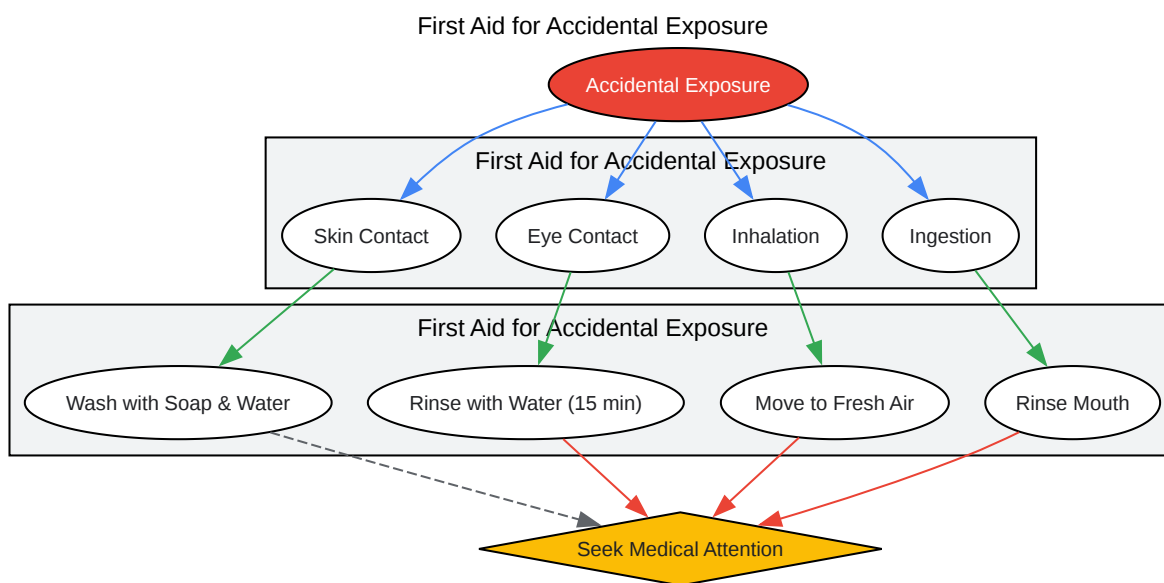 First Aid for Accidental Exposure
Accidental Exposure
First Aid for Accidental Exposure
Skin Contact
Eye Contact
Inhalation
Ingestion
First Aid for Accidental Exposure
Wash with Soap & Water
Rinse with Water (15 min)
Move to Fresh Air
Rinse Mouth
Seek Medical Attention